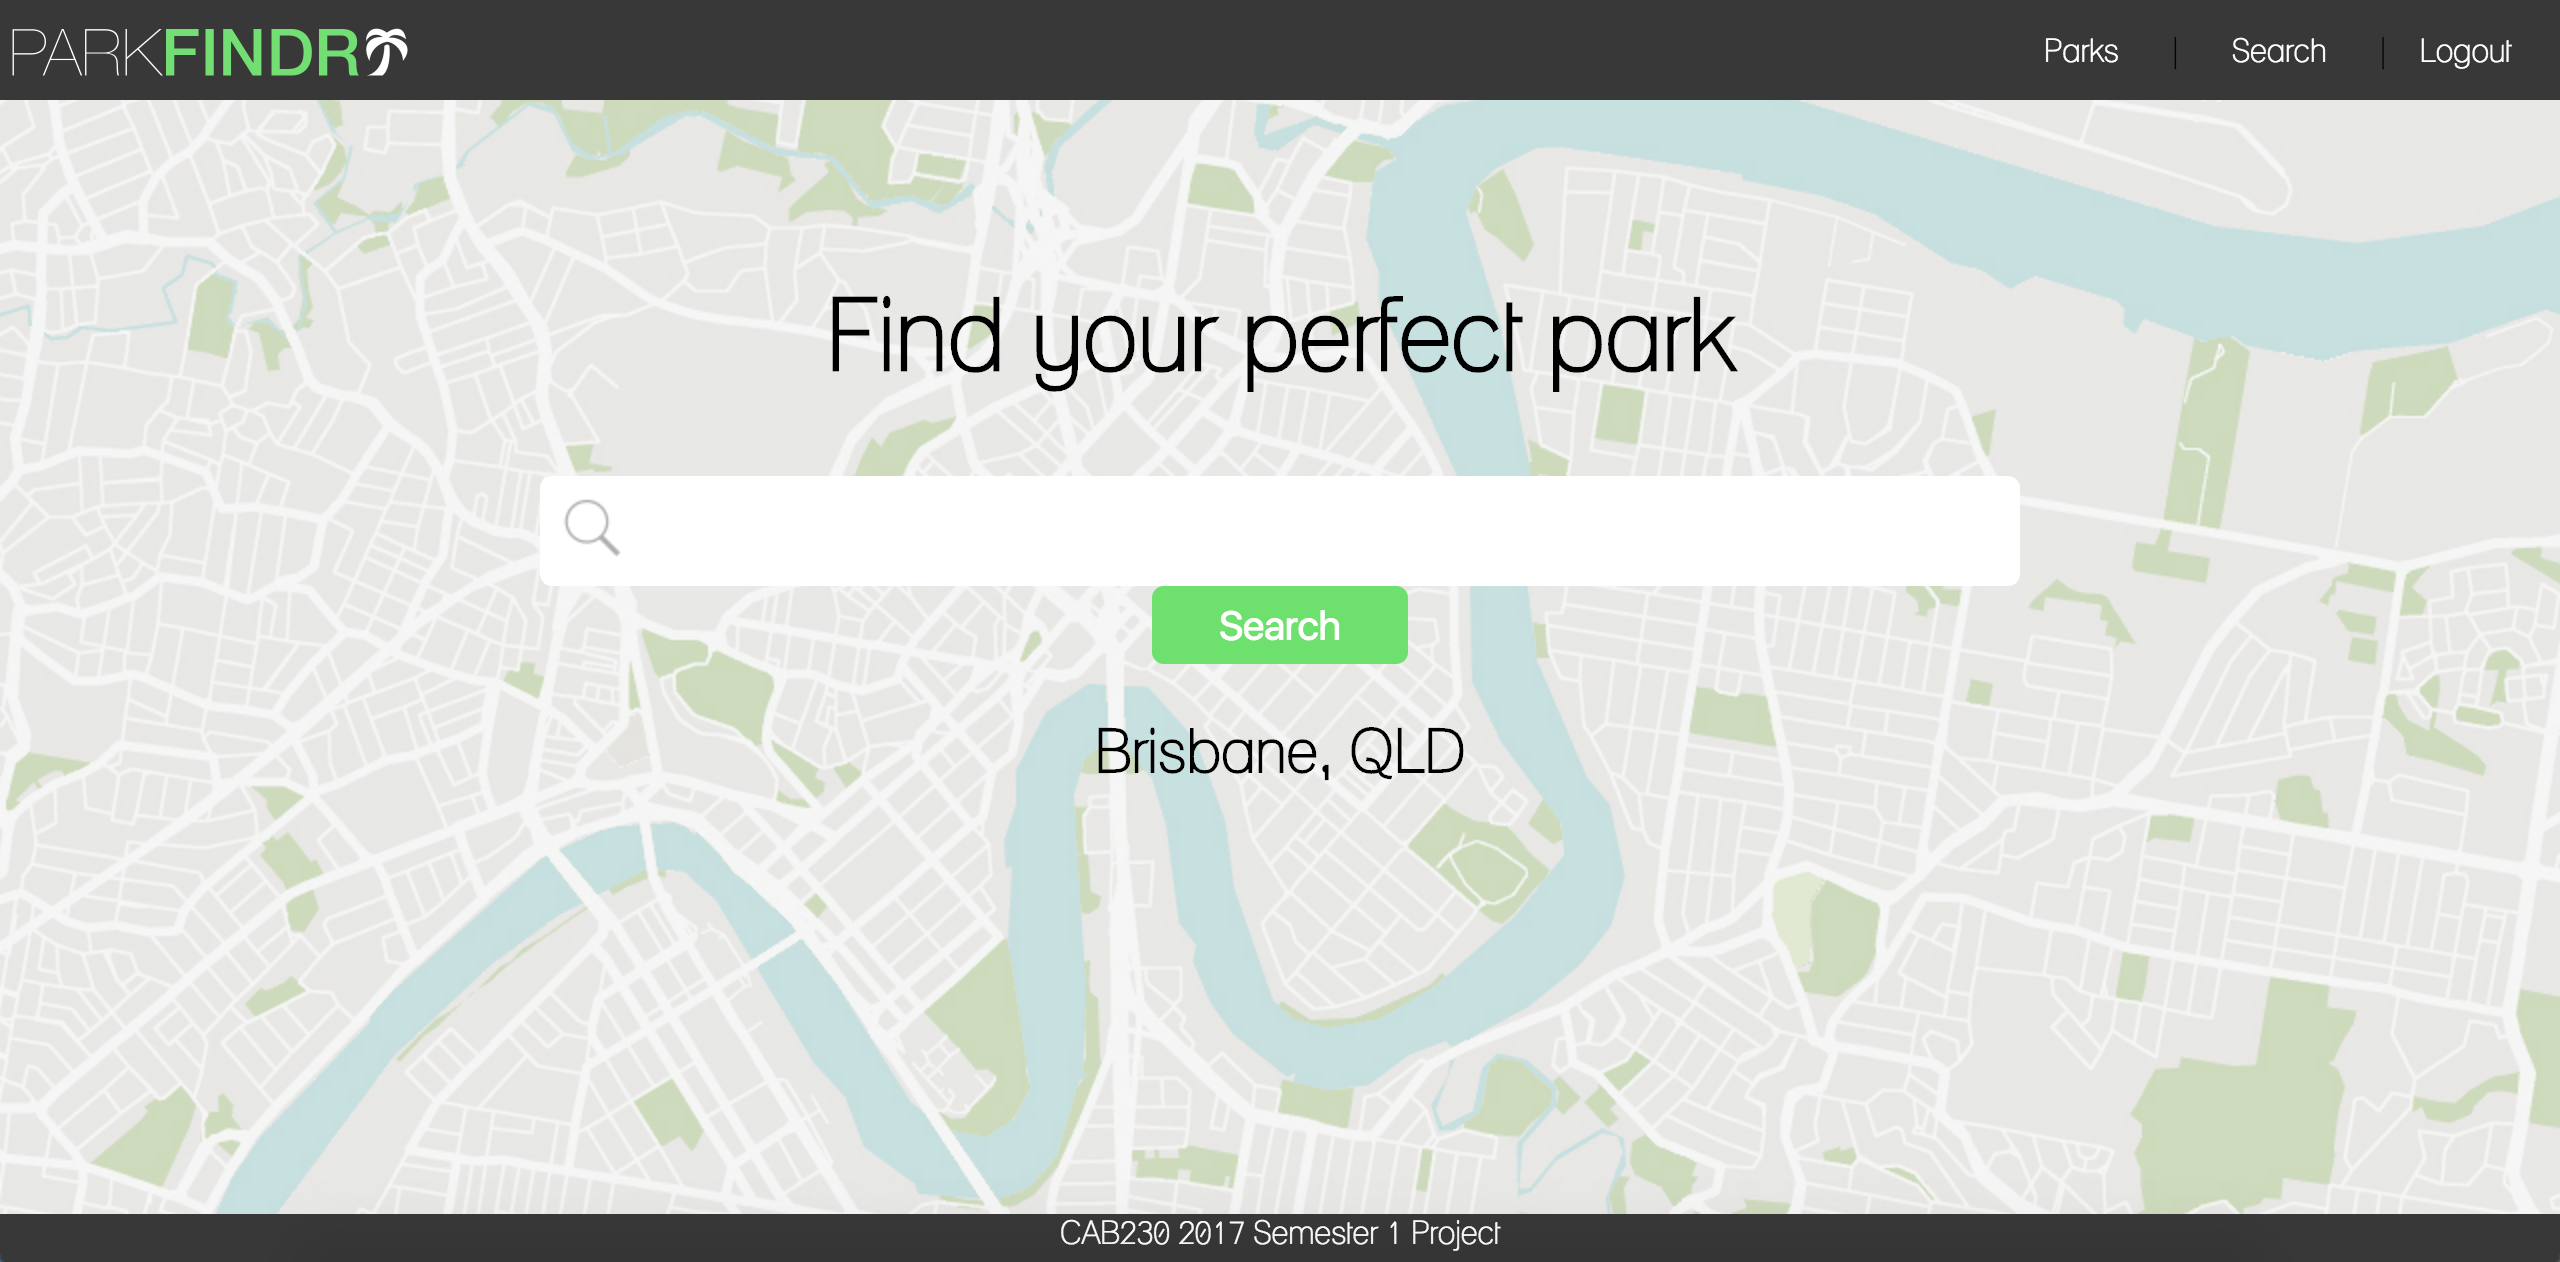 PARKFINDR
Parks
Search
Logout
Find your perfect park
Search
Brisbane, QLD
CAB230 2017 Semester 1 Project